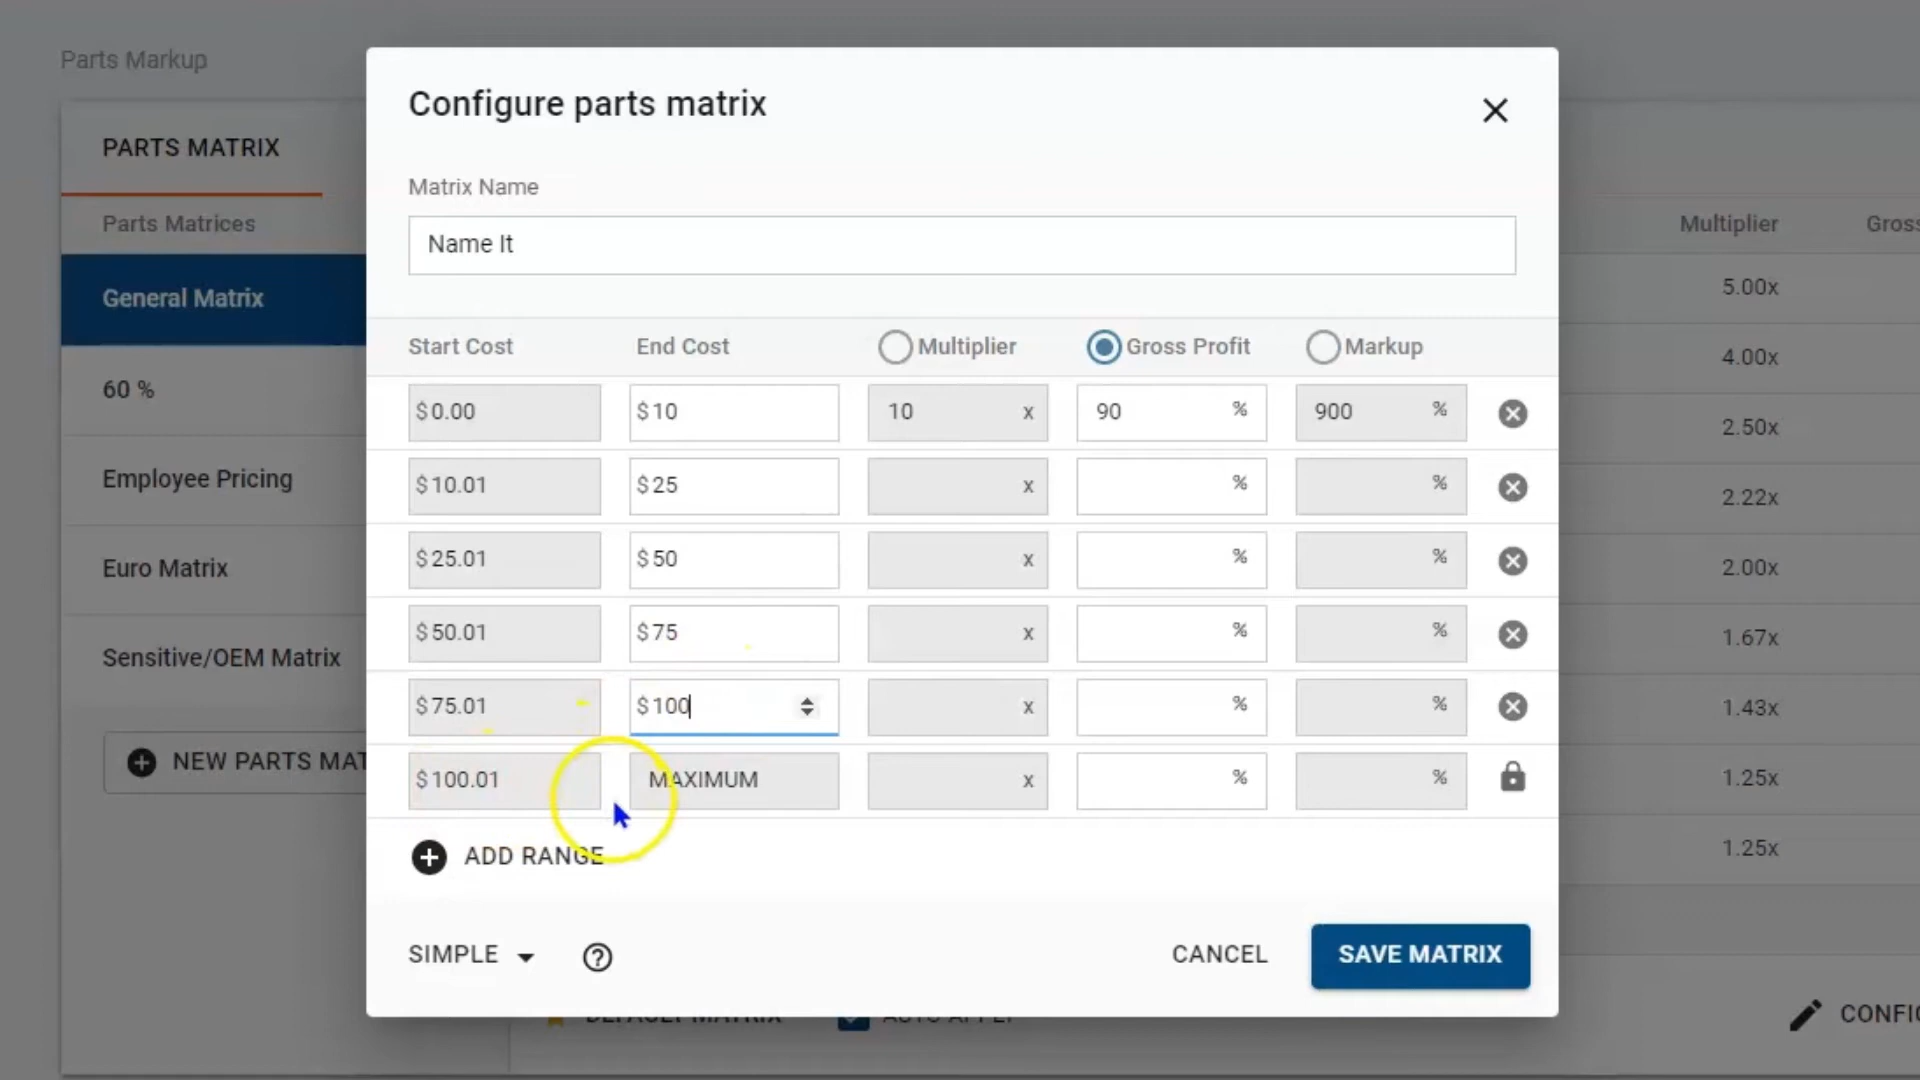 Parts Markup
Configure parts matrix
PARTS MATRIX
Matrix Name
Name It
Parts Matrices
Multiplier
General Matrix
5.00x
Start Cost End Cost Multiplier Gross Profit Markup
4.00x
60 %
$0.00 $10 10 x 90 % 900 %
2.50x
Employee Pricing
$10.01 $25 x % %
2.22x
Euro Matrix
$25.01 $50 x % %
2.00x
$50.01 $75 x % %
1.67x
Sensitive/OEM Matrix
$75.01 $100 x % %
1.43x
NEW PARTS MAT
$100.01 MAXIMUM x % %
1.25x
ADD RANGE
1.25x
SIMPLE CANCEL SAVE MATRIX